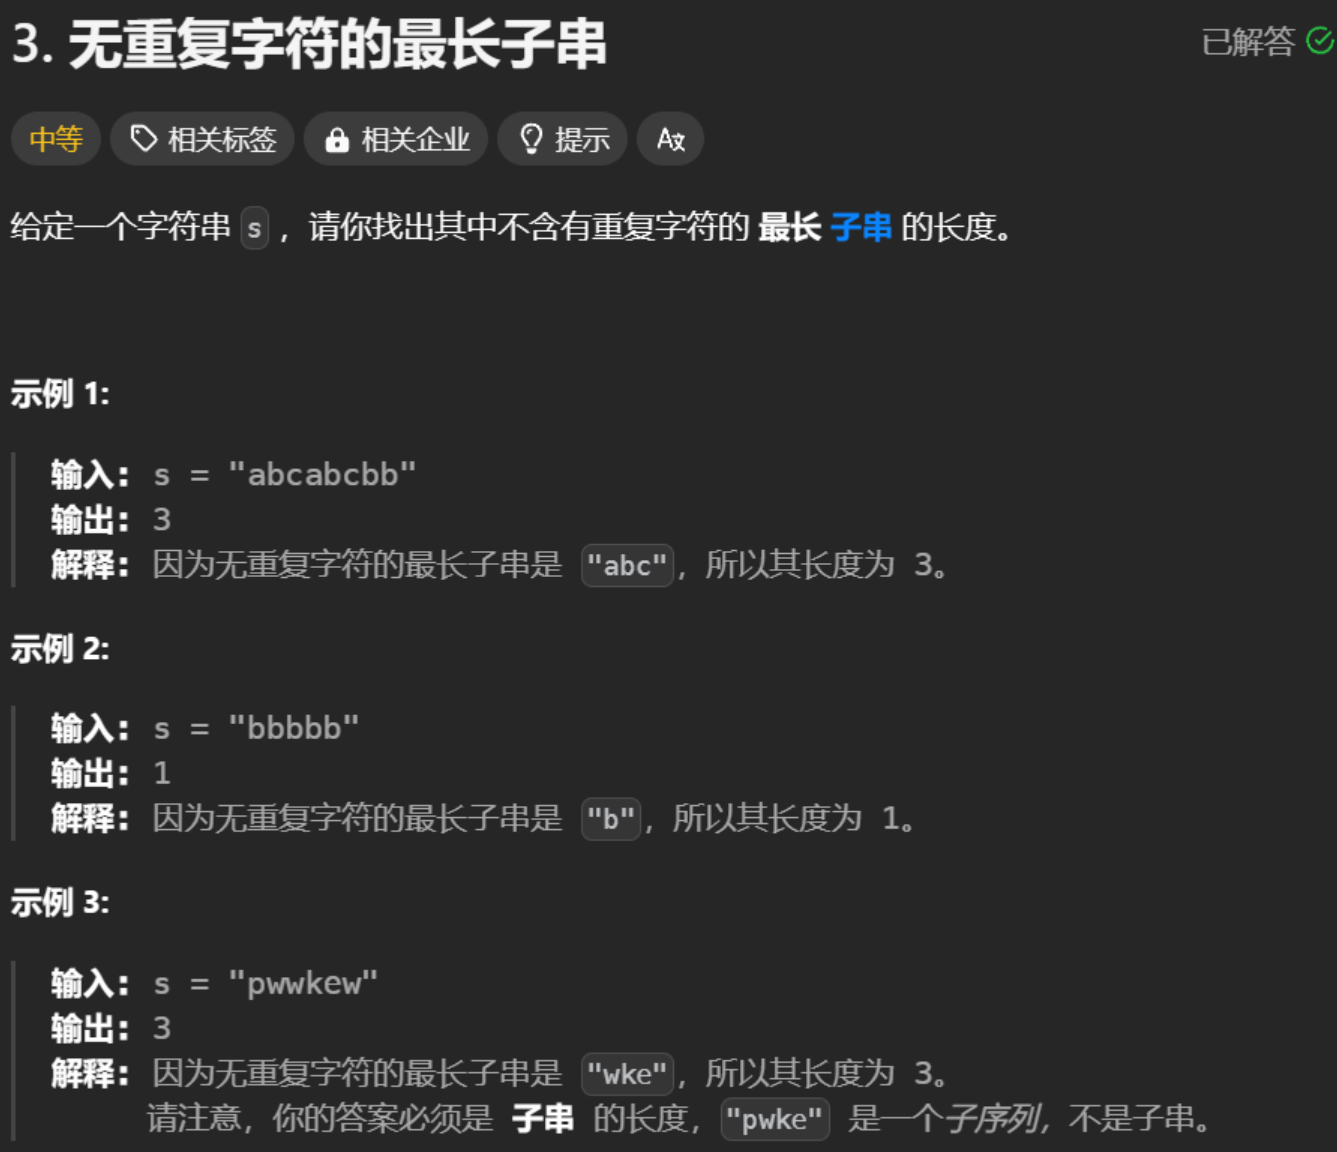 3. 无重复字符的最长子串
已解答
中等 相关标签 相关企业 提示 A文
给定一个字符串 s ，请你找出其中不含有重复字符的 最长 子串 的长度。
示例 1:
输入: s = "abcabcbb"
输出: 3
解释: 因为无重复字符的最长子串是 "abc"，所以其长度为 3。
示例 2:
输入: s = "bbbbb"
输出: 1
解释: 因为无重复字符的最长子串是 "b"，所以其长度为 1。
示例 3:
输入: s = "pwwkew"
输出: 3
解释: 因为无重复字符的最长子串是 "wke"，所以其长度为 3。
请注意，你的答案必须是 子串 的长度，"pwke" 是一个子序列，不是子串。